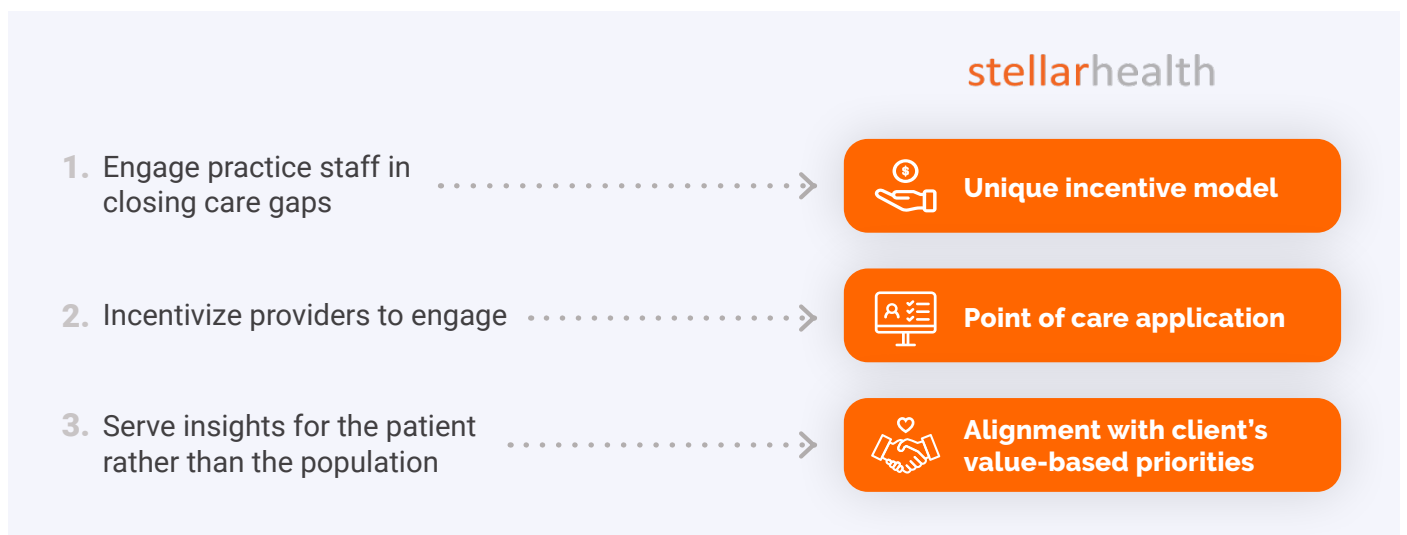 stellarhealth
1. Engage practice staff in
closing care gaps
$
Unique incentive model
2. Incentivize providers to engage
Point of care application
3. Serve insights for the patient
rather than the population
Alignment with client’s
value-based priorities